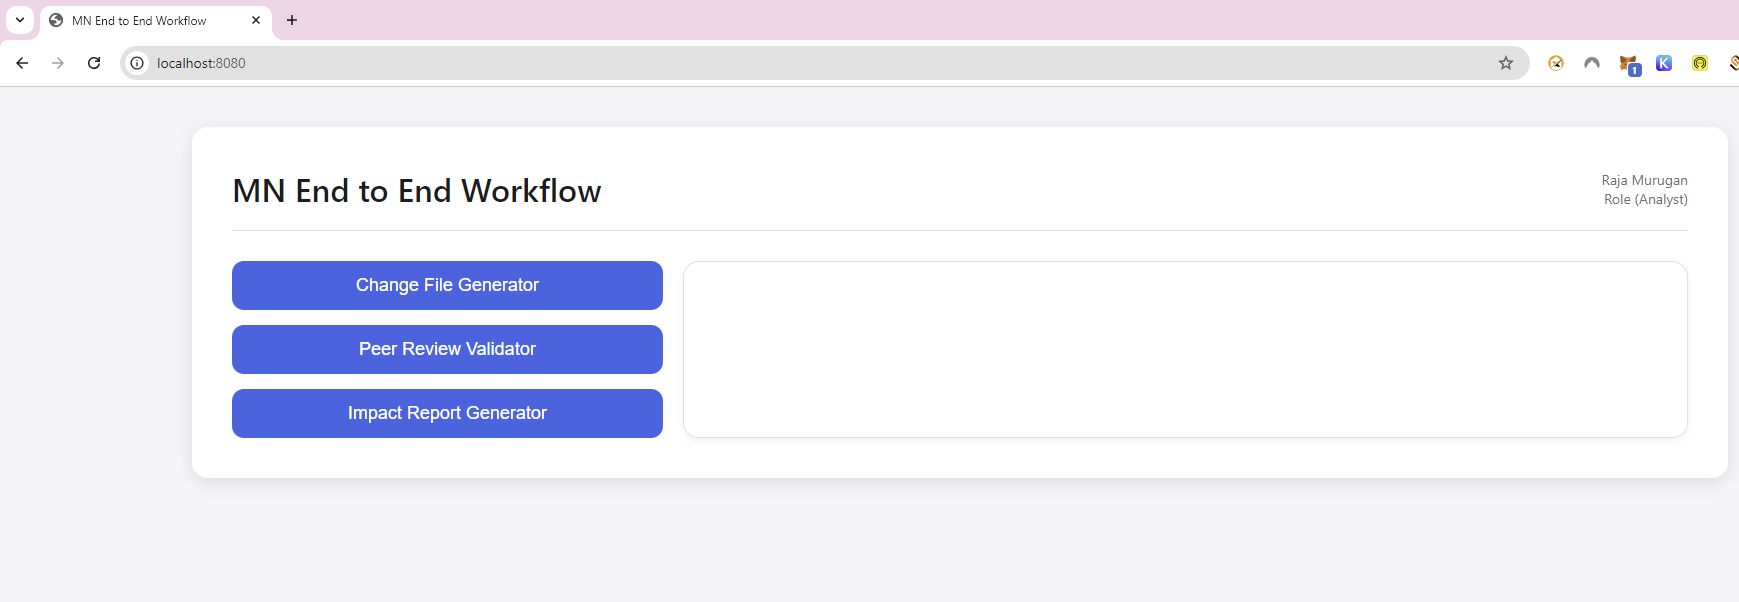 MN End to End Workflow
localhost:8080
1
K
MN End to End Workflow
Raja Murugan
Role (Analyst)
Change File Generator
Peer Review Validator
Impact Report Generator